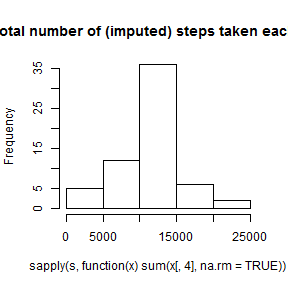 otal number of (imputed) steps taken eac
Frequency
35
25
15
5
0
0 5000 15000 25000
sapply(s, function(x) sum(x[, 4], na.rm = TRUE))